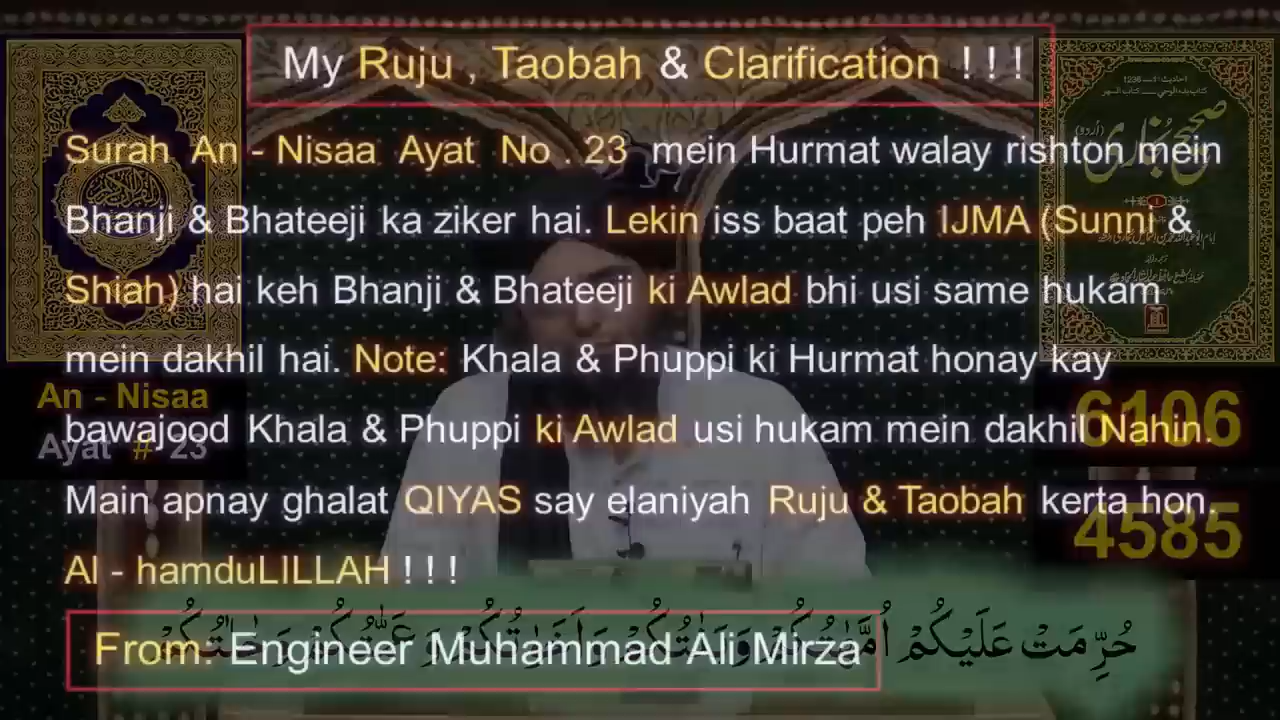 My Ruju , Taobah & Clarification ! ! !
Surah An - Nisaa Ayat No . 23 mein Hurmat walay rishton mein
Bhanji & Bhateeji ka ziker hai. Lekin iss baat peh IJMA (Sunni &
Shiah) hai keh Bhanji & Bhateeji ki Awlad bhi usi same hukam
mein dakhil hai. Note: Khala & Phuppi ki Hurmat honay kay
bawajood Khala & Phuppi ki Awlad usi hukam mein dakhil Nahin.
Main apnay ghalat QIYAS say elaniyah Ruju & Taobah kerta hon.
Al - hamduLILLAH ! ! !
From: Engineer Muhammad Ali Mirza
An - Nisaa
Ayat # 23
صحیح بخاری
(اُردو)
6106
4585
حُرِّمَتْ عَلَيْكُمْ أُمَّهٰتُكُمْ وَبَنٰتُكُمْ وَاَخَوٰتُكُمْ وَعَمّٰتُكُمْ وَخٰلٰتُكُمْ